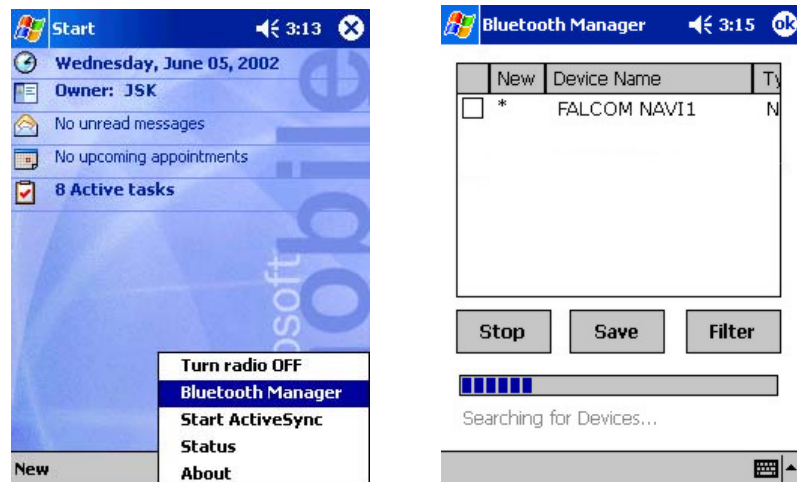 Start 3:13
Wednesday, June 05, 2002
Owner: JSK
No unread messages
No upcoming appointments
8 Active tasks
Turn radio OFF
Bluetooth Manager
Start ActiveSync
Status
About
New
Bluetooth Manager 3:15 ok
New Device Name Ty
* FALCOM NAVI1 N
Stop Save Filter
Searching for Devices...